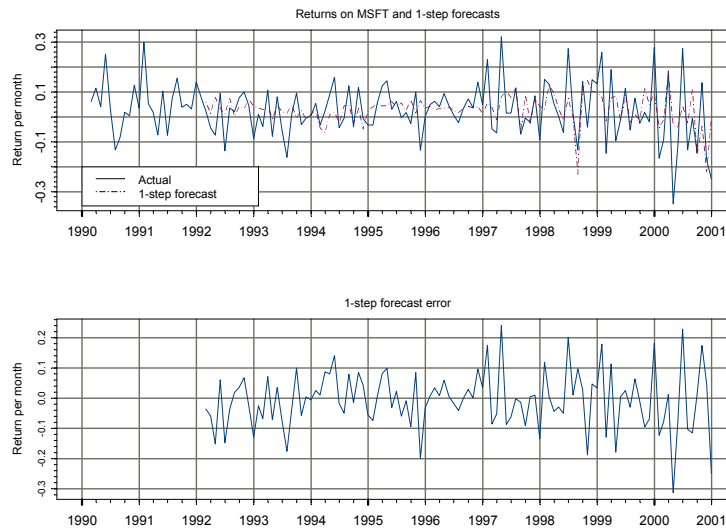 Returns on MSFT and 1-step forecasts
Return per month
0.3
0.1
-0.1
-0.3
Actual
1-step forecast
1990 1991 1992 1993 1994 1995 1996 1997 1998 1999 2000 2001
1-step forecast error
Return per month
0.2
0.1
0.0
-0.1
-0.2
-0.3
1990 1991 1992 1993 1994 1995 1996 1997 1998 1999 2000 2001